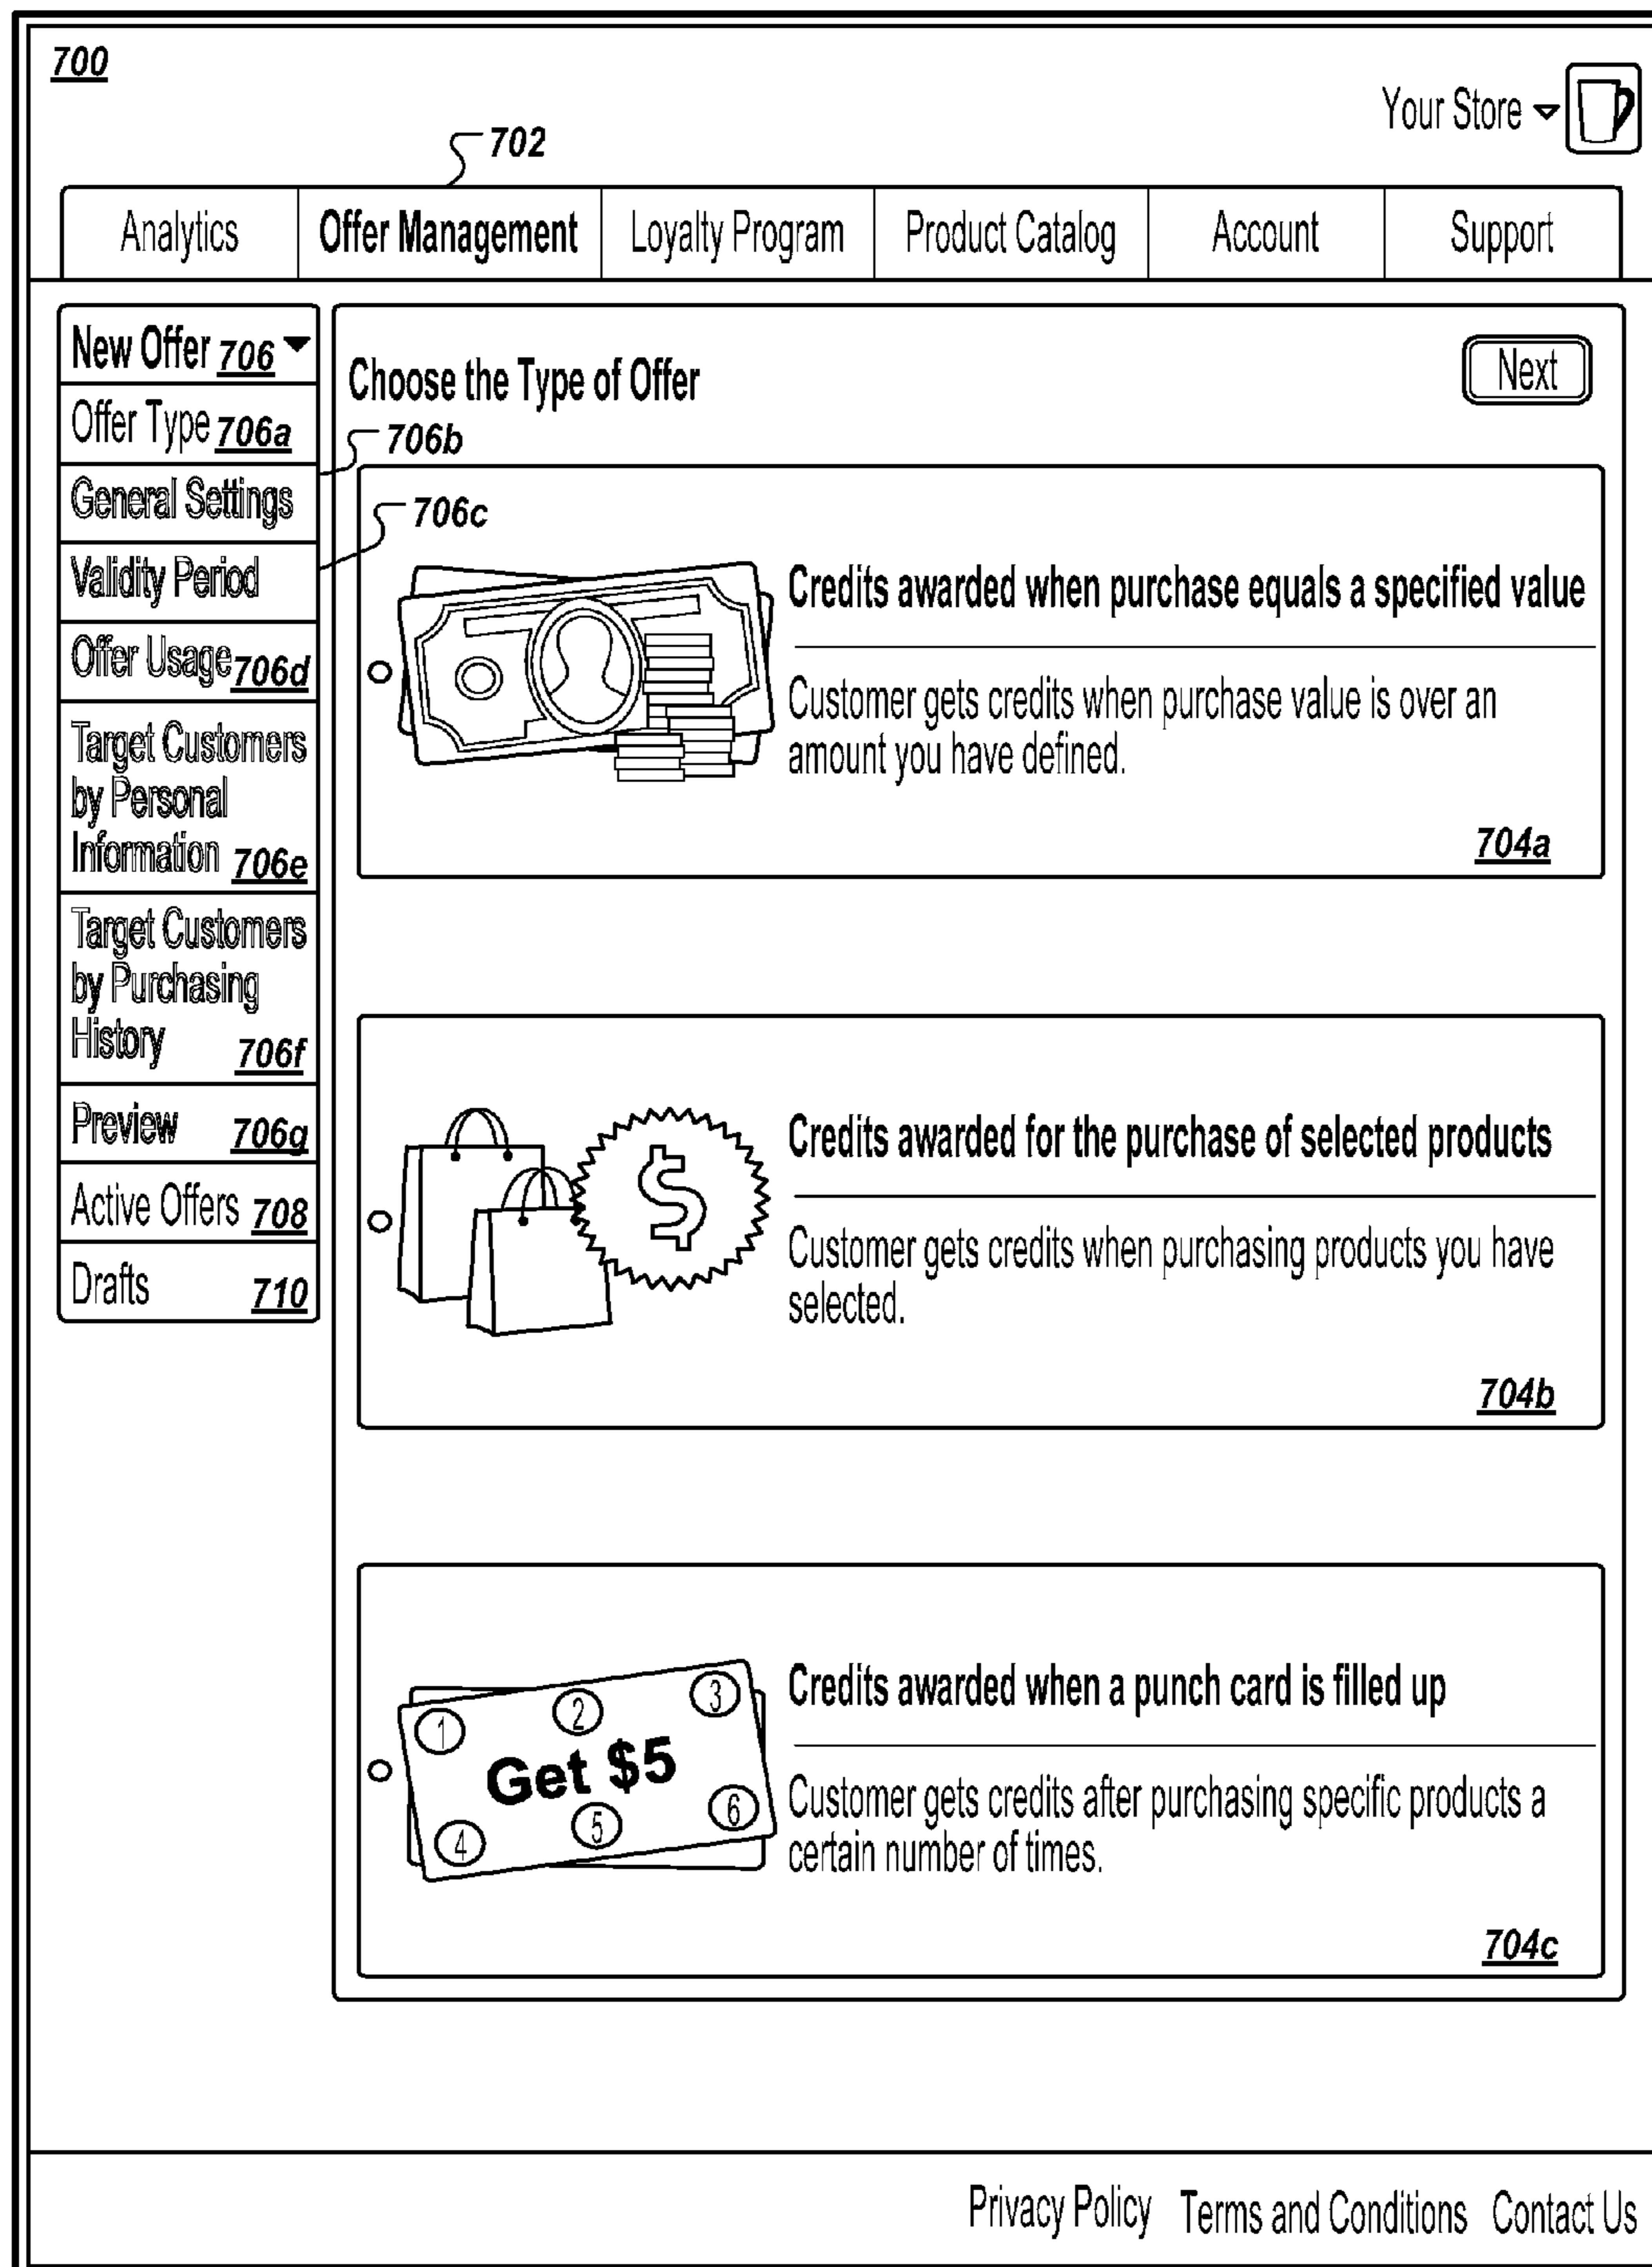 700
Your Store
702
Analytics
Offer Management
Loyalty Program
Product Catalog
Account
Support
New Offer 706
Offer Type 706a
General Settings
706b
Validity Period
706c
Offer Usage 706d
Target Customers
by Personal
Information 706e
Target Customers
by Purchasing
History 706f
Preview 706g
Active Offers 708
Drafts 710
Choose the Type of Offer
Next
Credits awarded when purchase equals a specified value
Customer gets credits when purchase value is over an
amount you have defined.
704a
$
Credits awarded for the purchase of selected products
Customer gets credits when purchasing products you have
selected.
704b
1 2 3
Get $5
4 5 6
Credits awarded when a punch card is filled up
Customer gets credits after purchasing specific products a
certain number of times.
704c
Privacy Policy Terms and Conditions Contact Us